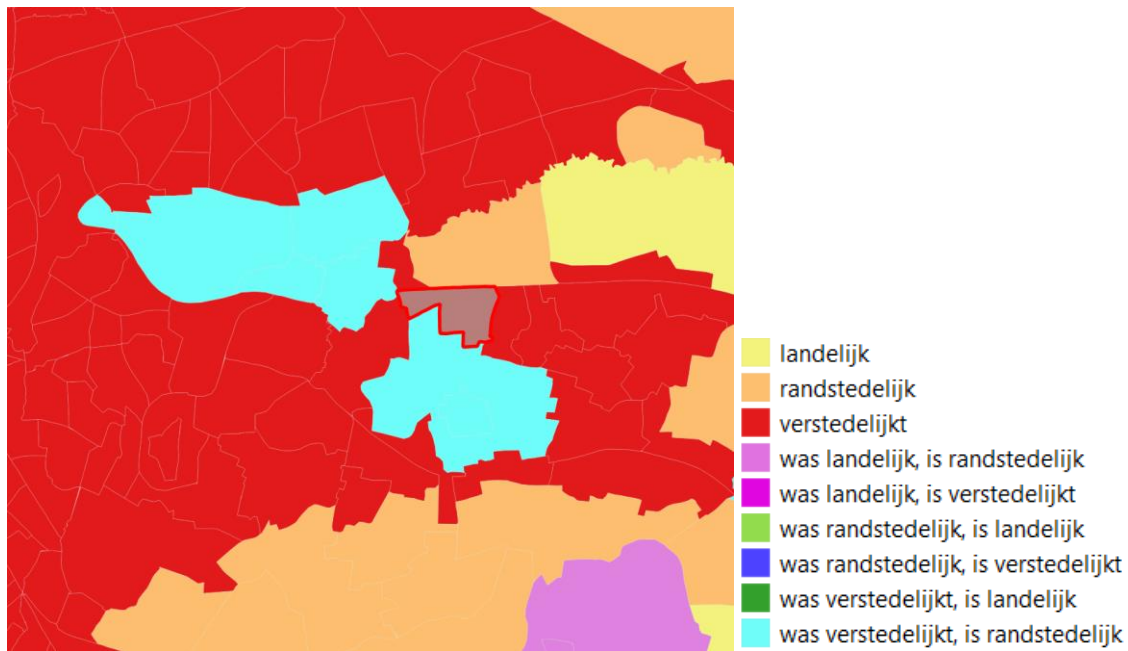 landelijk
randstedelijk
verstedelijkt
was landelijk, is randstedelijk
was landelijk, is verstedelijkt
was randstedelijk, is landelijk
was randstedelijk, is verstedelijkt
was verstedelijkt, is landelijk
was verstedelijkt, is randstedelijk